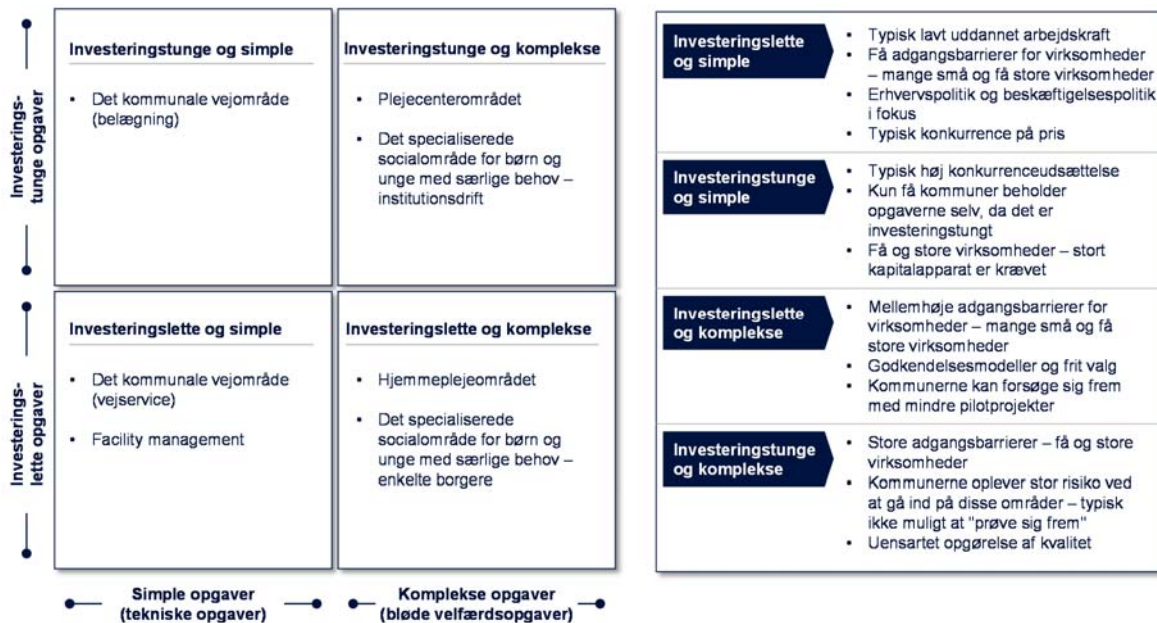 Investerings-
tunge opgaver
Investeringstunge og simple
• Det kommunale vejområde
(belægning)
Investeringstunge og komplekse
• Plejecenterområdet
• Det specialiserede
socialområde for børn og
unge med særlige behov –
institutionsdrift
Investerings-
lette opgaver
Investeringslette og simple
• Det kommunale vejområde
(vejservice)
• Facility management
Investeringslette og komplekse
• Hjemmeplejeområdet
• Det specialiserede
socialområde for børn og
unge med særlige behov –
enkelte borgere
Simple opgaver
(tekniske opgaver)
Komplekse opgaver
(bløde velfærdsopgaver)
Investeringslette
og simple
• Typisk lavt uddannet arbejdskraft
• Få adgangsbarrierer for virksomheder
– mange små og få store virksomheder
• Erhvervspolitik og beskæftigelsespolitik
i fokus
• Typisk konkurrence på pris
Investeringstunge
og simple
• Typisk høj konkurrenceudsættelse
• Kun få kommuner beholder
opgaverne selv, da det er
investeringstungt
• Få og store virksomheder – stort
kapitalapparat er krævet
Investeringslette
og komplekse
• Mellemhøje adgangsbarrierer for
virksomheder – mange små og få
store virksomheder
• Godkendelsesmodeller og frit valg
• Kommunerne kan forsøge sig frem
med mindre pilotprojekter
Investeringstunge
og komplekse
• Store adgangsbarrierer – få og store
virksomheder
• Kommunerne oplever stor risiko ved
at gå ind på disse områder – typisk
ikke muligt at "prøve sig frem"
• Uensartet opgørelse af kvalitet